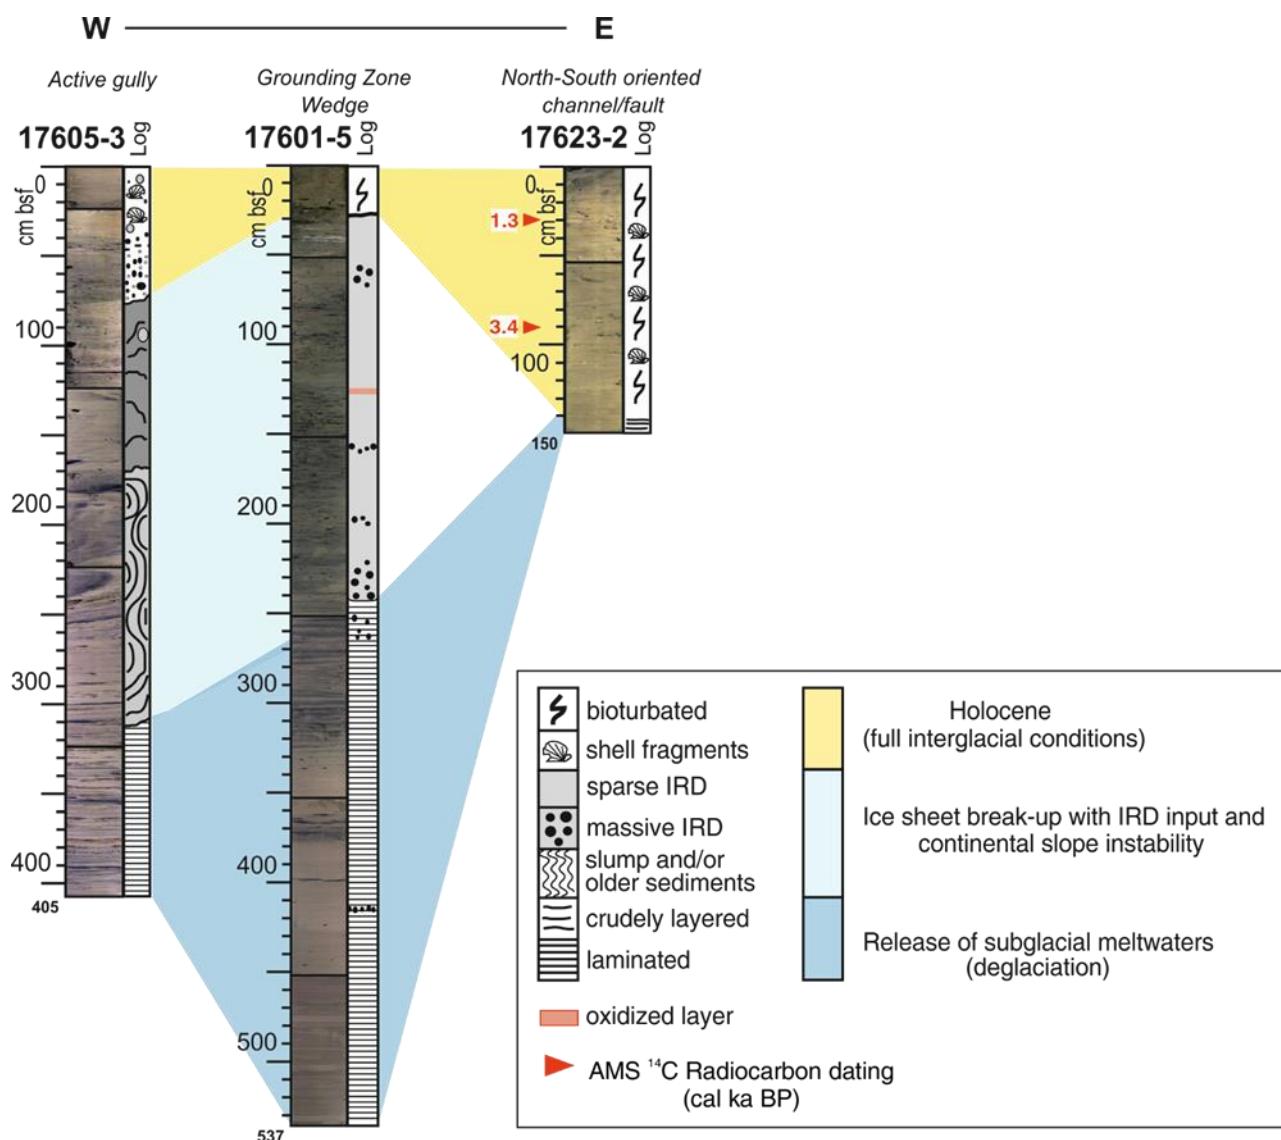 W E
Active gully
Grounding Zone
Wedge
North-South oriented
channel/fault
17605-3 Log
17601-5 Log
17623-2 Log
0
cm bsf
100
200
300
400
405
0
cm bsf
100
200
300
400
500
537
0
cm bsf
1.3
3.4
100
150
bioturbated
shell fragments
sparse IRD
massive IRD
slump and/or
older sediments
crudely layered
laminated
oxidized layer
AMS ¹⁴C Radiocarbon dating
(cal ka BP)
Holocene
(full interglacial conditions)
Ice sheet break-up with IRD input and
continental slope instability
Release of subglacial meltwaters
(deglaciation)